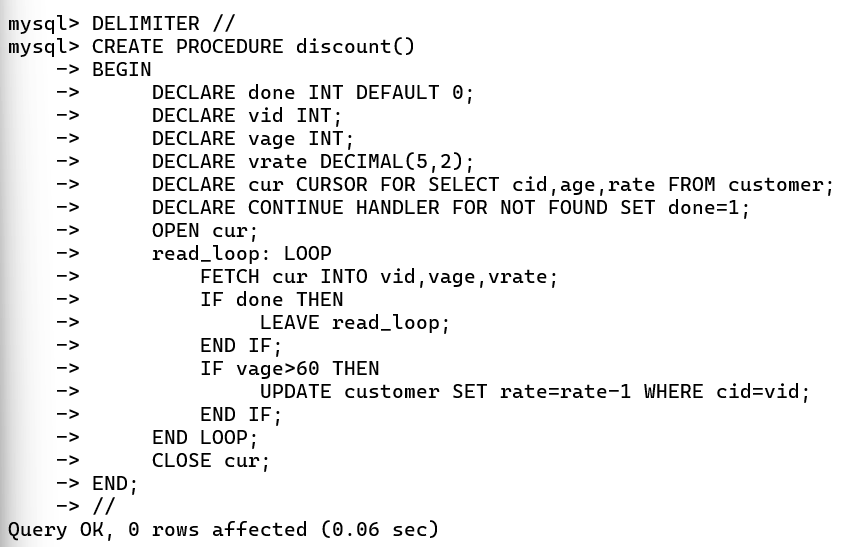 mysql> DELIMITER //
mysql> CREATE PROCEDURE discount()
    -> BEGIN
    ->      DECLARE done INT DEFAULT 0;
    ->      DECLARE vid INT;
    ->      DECLARE vage INT;
    ->      DECLARE vrate DECIMAL(5,2);
    ->      DECLARE cur CURSOR FOR SELECT cid,age,rate FROM customer;
    ->      DECLARE CONTINUE HANDLER FOR NOT FOUND SET done=1;
    ->      OPEN cur;
    ->      read_loop: LOOP
    ->          FETCH cur INTO vid,vage,vrate;
    ->          IF done THEN
    ->               LEAVE read_loop;
    ->          END IF;
    ->          IF vage>60 THEN
    ->               UPDATE customer SET rate=rate-1 WHERE cid=vid;
    ->          END IF;
    ->      END LOOP;
    ->      CLOSE cur;
    -> END;
    -> //
Query OK, 0 rows affected (0.06 sec)